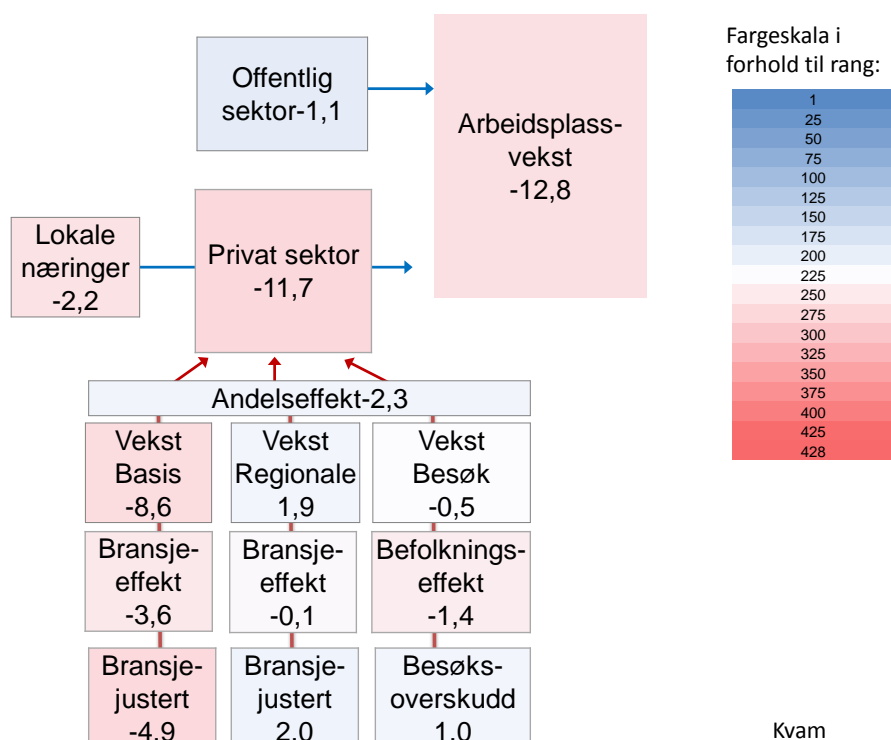 Offentlig
sektor-1,1
Arbeidsplass-
vekst
-12,8
Lokale
næringer
-2,2
Privat sektor
-11,7
Andelseffekt-2,3
Vekst
Basis
-8,6
Vekst
Regionale
1,9
Vekst
Besøk
-0,5
Bransje-
effekt
-3,6
Bransje-
effekt
-0,1
Befolknings-
effekt
-1,4
Bransje-
justert
-4,9
Bransje-
justert
2,0
Besøks-
overskudd
1,0
Fargeskala i
forhold til rang:
1
25
50
75
100
125
150
175
200
225
250
275
300
325
350
375
400
425
428
Kvam